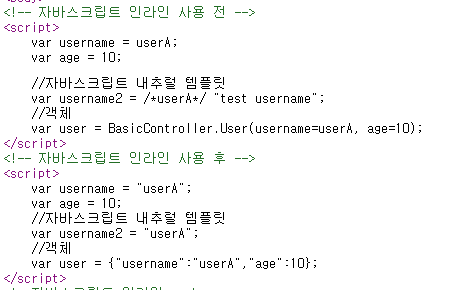 <!-- 자바스크립트 인라인 사용 전 -->
<script>
    var username = userA;
    var age = 10;

    //자바스크립트 내추럴 템플릿
    var username2 = /*userA*/ "test username";
    //객체
    var user = BasicController.User(username=userA, age=10);
</script>
<!-- 자바스크립트 인라인 사용 후 -->
<script>
    var username = "userA";
    var age = 10;
    //자바스크립트 내추럴 템플릿
    var username2 = "userA";
    //객체
    var user = {"username":"userA","age":10};
</script>